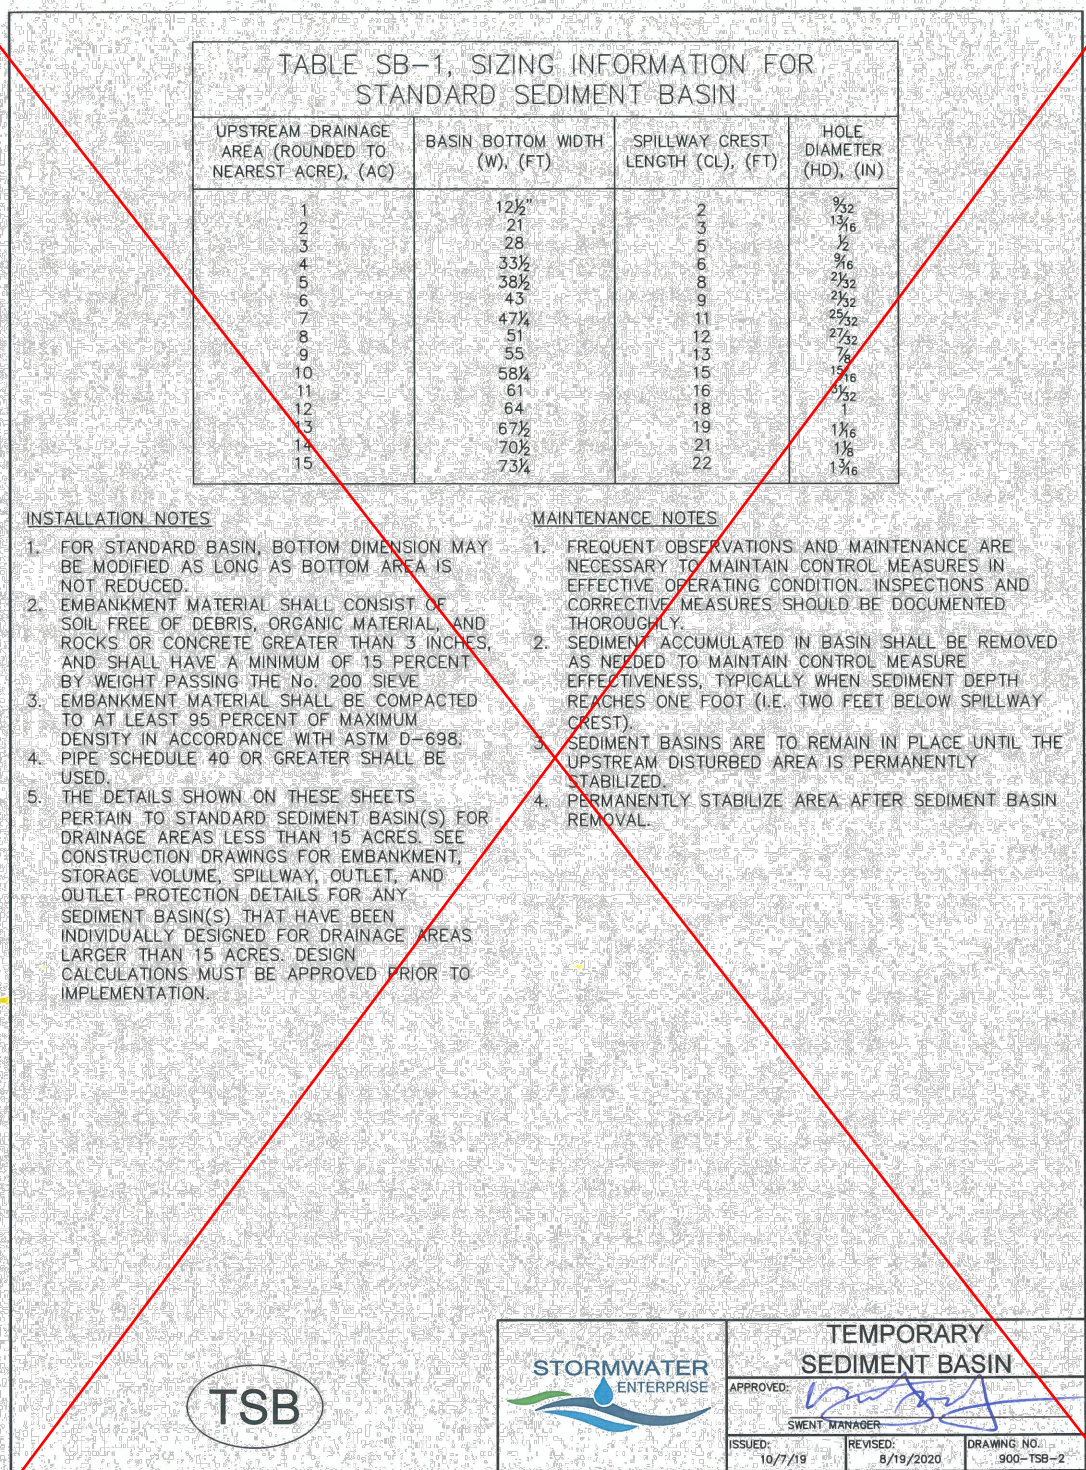 TABLE SB-1, SIZING INFORMATION FOR
STANDARD SEDIMENT BASIN
UPSTREAM DRAINAGE
AREA (ROUNDED TO
NEAREST ACRE), (AC)
BASIN BOTTOM WIDTH
(W), (FT)
SPILLWAY CREST
LENGTH (CL), (FT)
HOLE
DIAMETER
(HD), (IN)
1 12½" 2 9/32
2 21 3 13/16
3 28 5 ½
4 33½ 6 9/16
5 38½ 8 21/32
6 43 9 21/32
7 47¼ 11 25/32
8 51 12 27/32
9 55 13 7/8
10 58¼ 15 15/16
11 61 16 31/32
12 64 18 1
13 67½ 19 1 1/16
14 70½ 21 1 1/8
15 73¼ 22 1 3/16
INSTALLATION NOTES
1. FOR STANDARD BASIN, BOTTOM DIMENSION MAY
BE MODIFIED AS LONG AS BOTTOM AREA IS
NOT REDUCED.
2. EMBANKMENT MATERIAL SHALL CONSIST OF
SOIL FREE OF DEBRIS, ORGANIC MATERIAL, AND
ROCKS OR CONCRETE GREATER THAN 3 INCHES,
AND SHALL HAVE A MINIMUM OF 15 PERCENT
BY WEIGHT PASSING THE No. 200 SIEVE
3. EMBANKMENT MATERIAL SHALL BE COMPACTED
TO AT LEAST 95 PERCENT OF MAXIMUM
DENSITY IN ACCORDANCE WITH ASTM D-698.
4. PIPE SCHEDULE 40 OR GREATER SHALL BE
USED.
5. THE DETAILS SHOWN ON THESE SHEETS
PERTAIN TO STANDARD SEDIMENT BASIN(S) FOR
DRAINAGE AREAS LESS THAN 15 ACRES. SEE
CONSTRUCTION DRAWINGS FOR EMBANKMENT,
STORAGE VOLUME, SPILLWAY, OUTLET, AND
OUTLET PROTECTION DETAILS FOR ANY
SEDIMENT BASIN(S) THAT HAVE BEEN
INDIVIDUALLY DESIGNED FOR DRAINAGE AREAS
LARGER THAN 15 ACRES. DESIGN
CALCULATIONS MUST BE APPROVED PRIOR TO
IMPLEMENTATION.
MAINTENANCE NOTES
1. FREQUENT OBSERVATIONS AND MAINTENANCE ARE
NECESSARY TO MAINTAIN CONTROL MEASURES IN
EFFECTIVE OPERATING CONDITION. INSPECTIONS AND
CORRECTIVE MEASURES SHOULD BE DOCUMENTED
THOROUGHLY.
2. SEDIMENT ACCUMULATED IN BASIN SHALL BE REMOVED
AS NEEDED TO MAINTAIN CONTROL MEASURE
EFFECTIVENESS, TYPICALLY WHEN SEDIMENT DEPTH
REACHES ONE FOOT (I.E. TWO FEET BELOW SPILLWAY
CREST).
3. SEDIMENT BASINS ARE TO REMAIN IN PLACE UNTIL THE
UPSTREAM DISTURBED AREA IS PERMANENTLY
STABILIZED.
4. PERMANENTLY STABILIZE AREA AFTER SEDIMENT BASIN
REMOVAL.
TSB
STORMWATER
ENTERPRISE
TEMPORARY
SEDIMENT BASIN
APPROVED:
SWENT MANAGER
ISSUED:
10/7/19
REVISED:
8/19/2020
DRAWING NO.
900-TSB-2